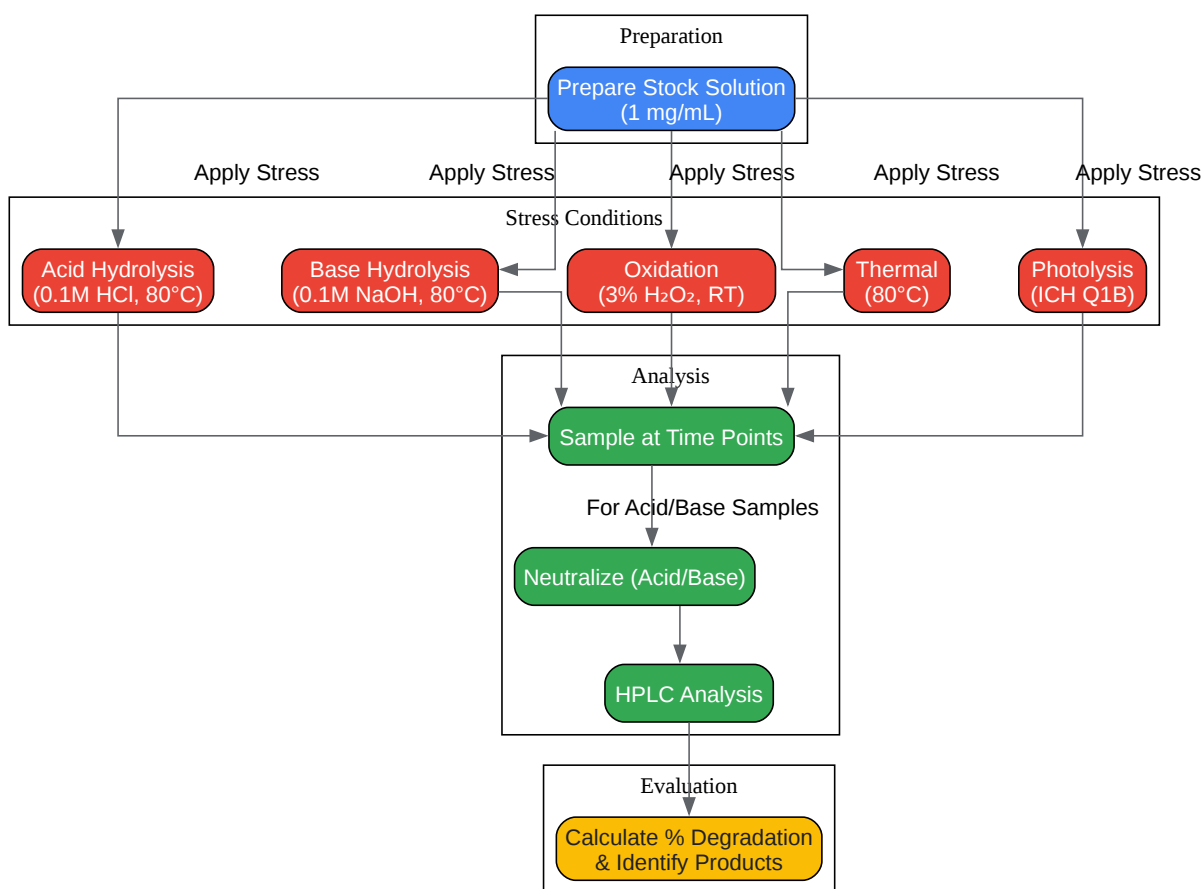 Preparation
Prepare Stock Solution
(1 mg/mL)
Apply Stress
Apply Stress
Apply Stress
Apply Stress
Apply Stress
Stress Conditions
Acid Hydrolysis
(0.1M HCl, 80°C)
Base Hydrolysis
(0.1M NaOH, 80°C)
Oxidation
(3% H₂O₂, RT)
Thermal
(80°C)
Photolysis
(ICH Q1B)
Analysis
Sample at Time Points
For Acid/Base Samples
Neutralize (Acid/Base)
HPLC Analysis
Evaluation
Calculate % Degradation
& Identify Products